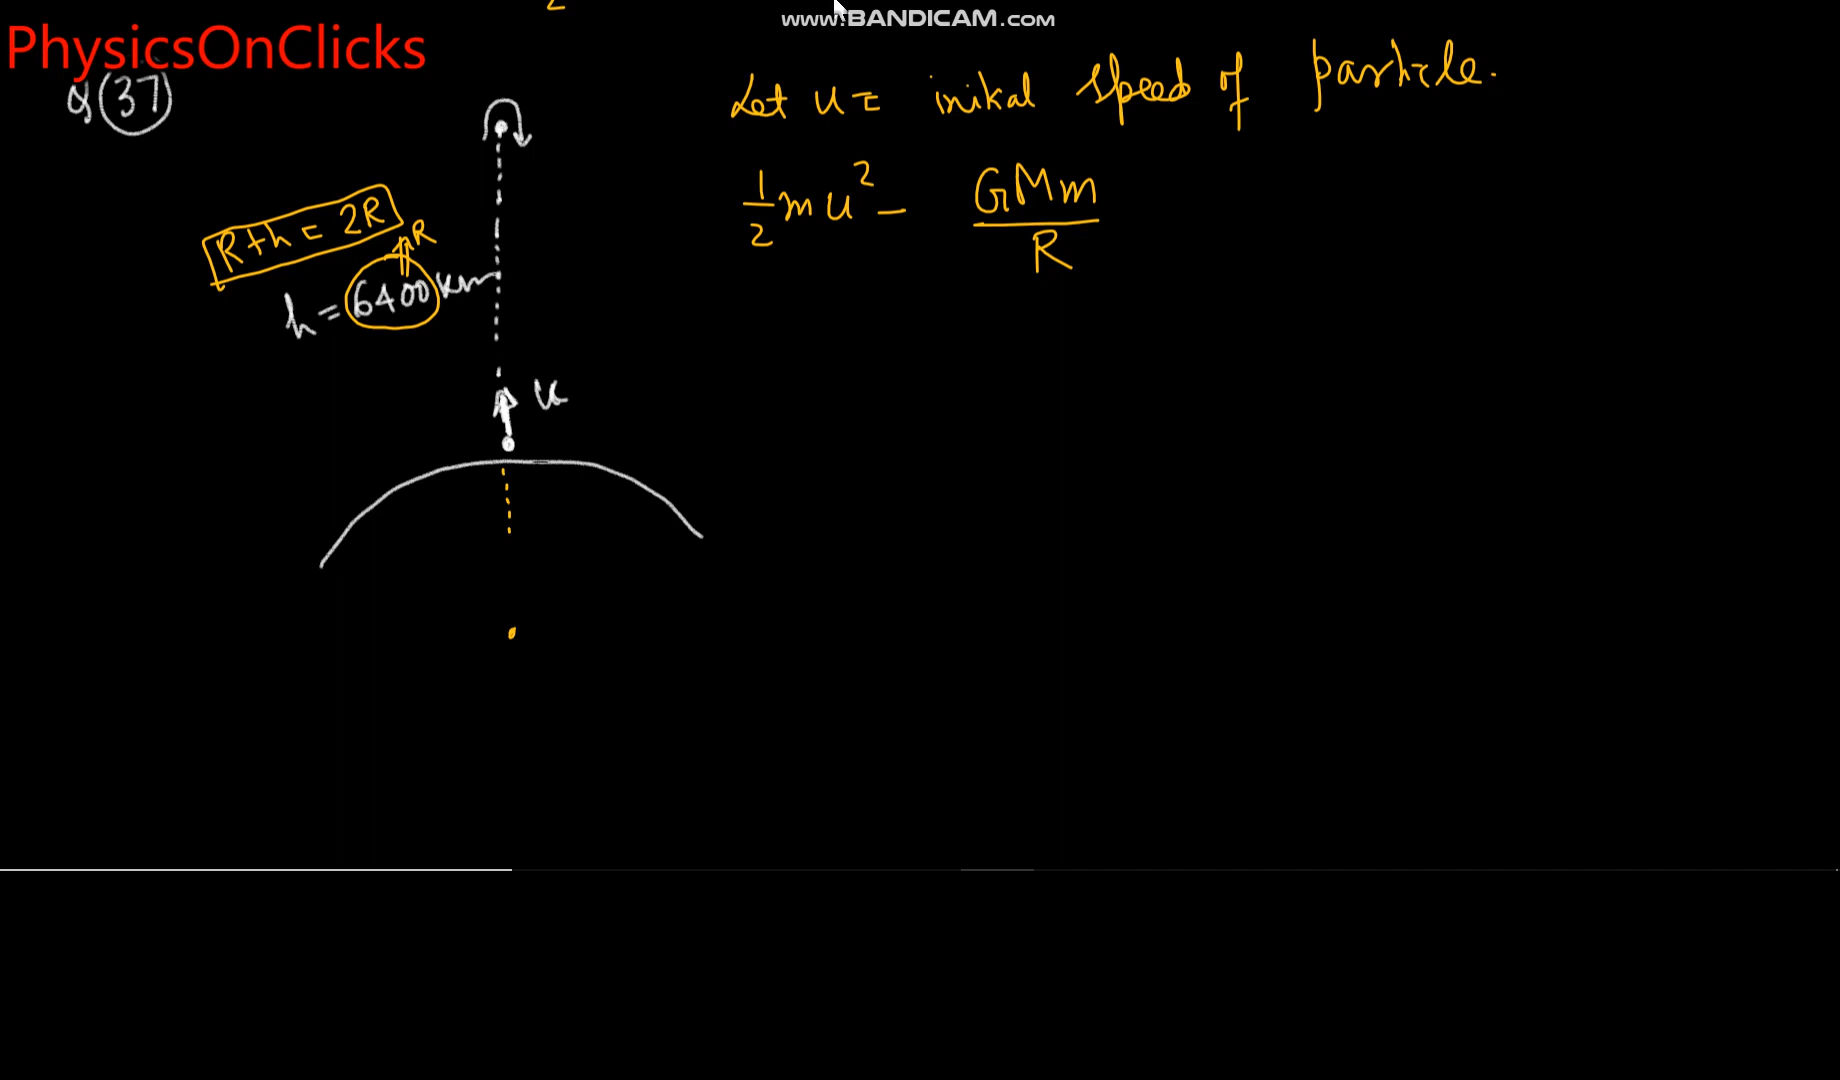 www.BANDICAM.com
PhysicsOnClicks
Q 37
Let u = initial speed of particle.
1/2 mu² - GMm/R
R+h = 2R
R
h = 6400 km
u